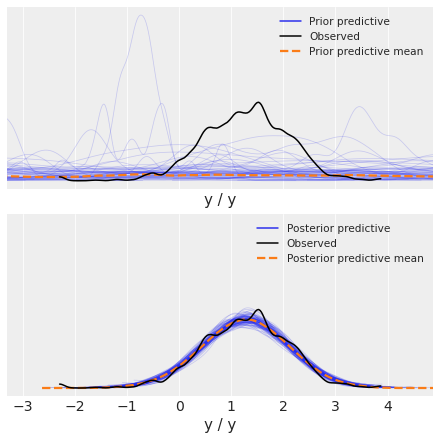 Prior predictive
Observed
Prior predictive mean
y / y
Posterior predictive
Observed
Posterior predictive mean
−3 −2 −1 0 1 2 3 4
y / y